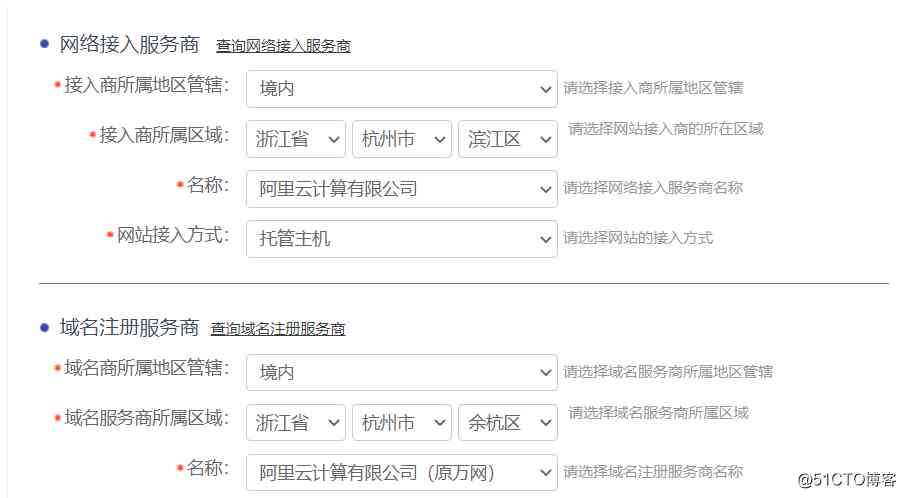 网络接入服务商 查询网络接入服务商
*接入商所属地区管辖： 境内 请选择接入商所属地区管辖
*接入商所属区域： 浙江省 杭州市 滨江区 请选择网站接入商的所在区域
*名称： 阿里云计算有限公司 请选择网络接入服务商名称
*网站接入方式： 托管主机 请选择网站的接入方式
域名注册服务商 查询域名注册服务商
*域名商所属地区管辖： 境内 请选择域名服务商所属地区管辖
*域名服务商所属区域： 浙江省 杭州市 余杭区 请选择域名服务商所属区域
*名称： 阿里云计算有限公司（原万网） 请选择域名注册服务商名称
@51CTO博客